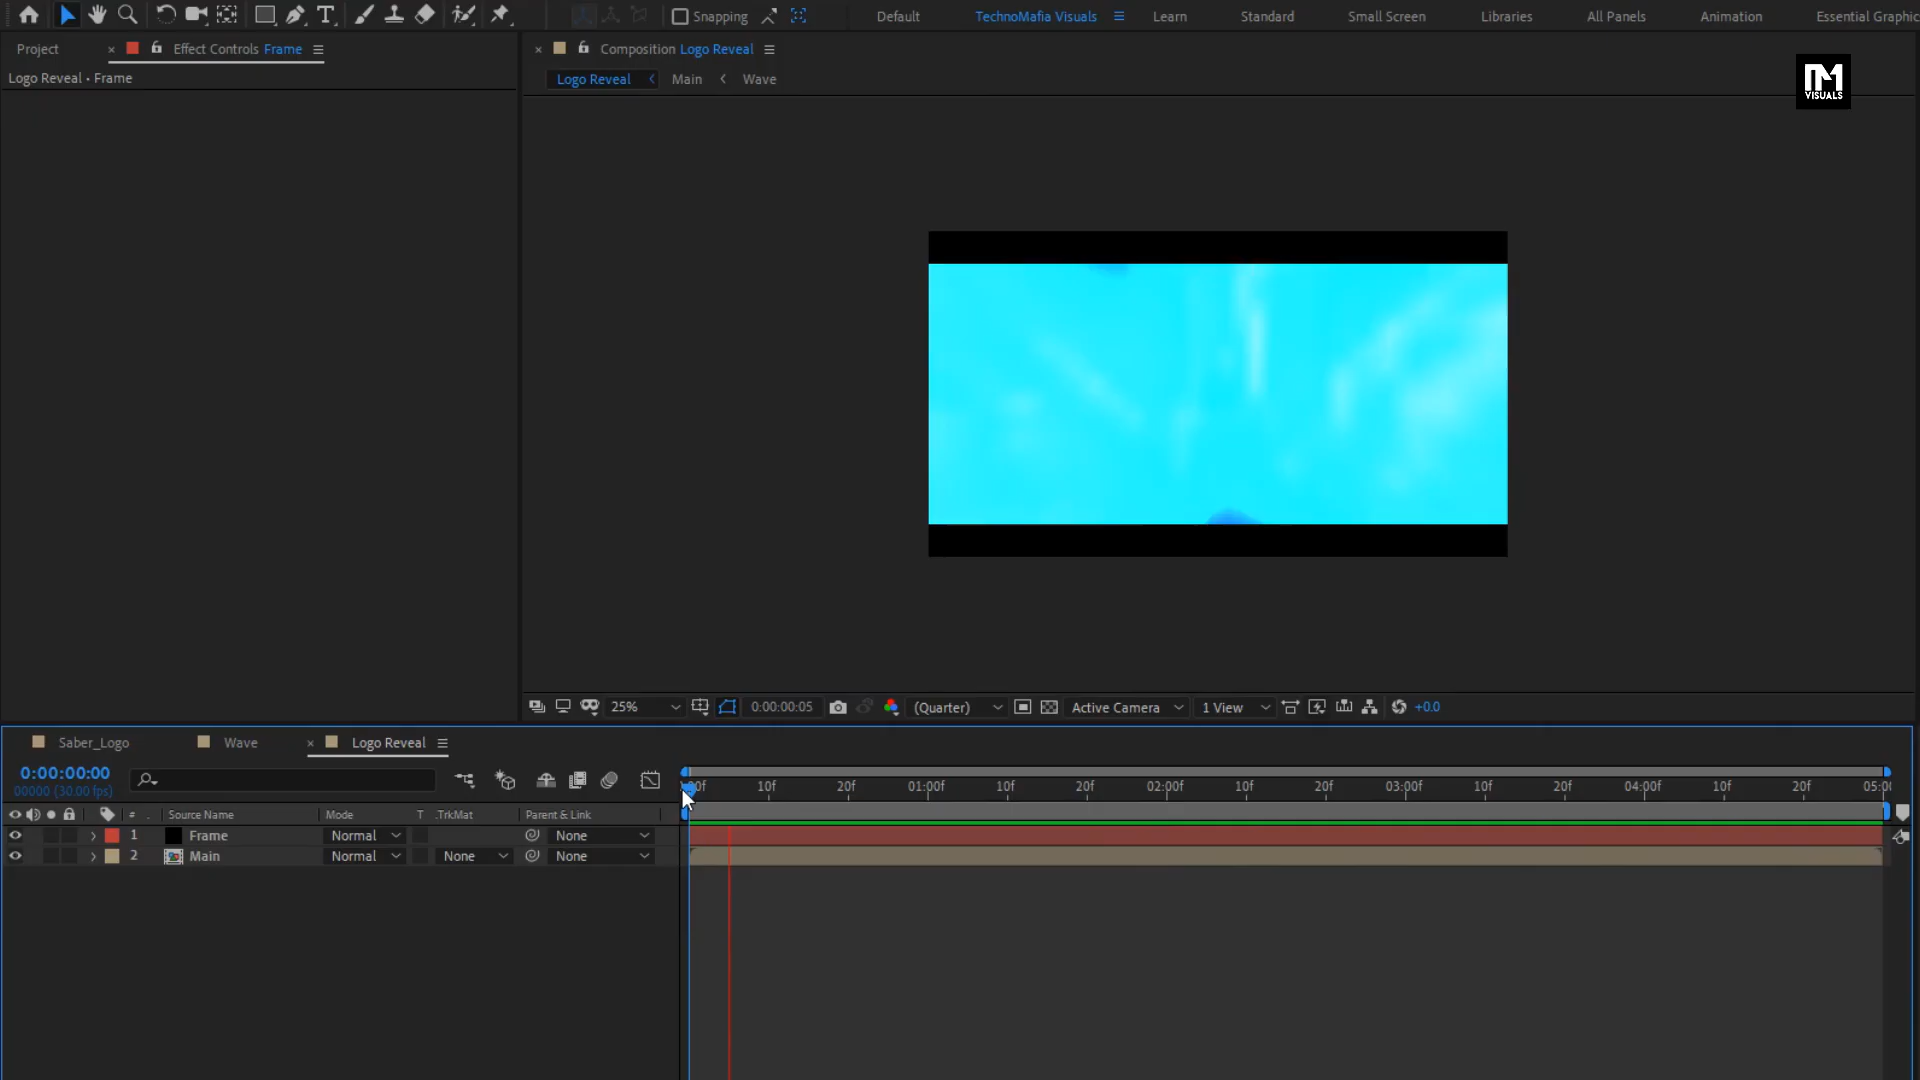 Snapping Default TechnoMafia Visuals Learn Standard Small Screen Libraries All Panels Animation Essential Graphic
Project × Effect Controls Frame × Composition Logo Reveal
Logo Reveal • Frame
Logo Reveal < Main < Wave
VISUALS
25% 0:00:00:05 (Quarter) Active Camera 1 View +0.0
Saber_Logo Wave × Logo Reveal
0:00:00:00
00000 (30.00 fps)
00f 10f 20f 01:00f 10f 20f 02:00f 10f 20f 03:00f 10f 20f 04:00f 10f 20f 05:00
# Source Name Mode T .TrkMat Parent & Link
1 Frame Normal None
2 Main Normal None None